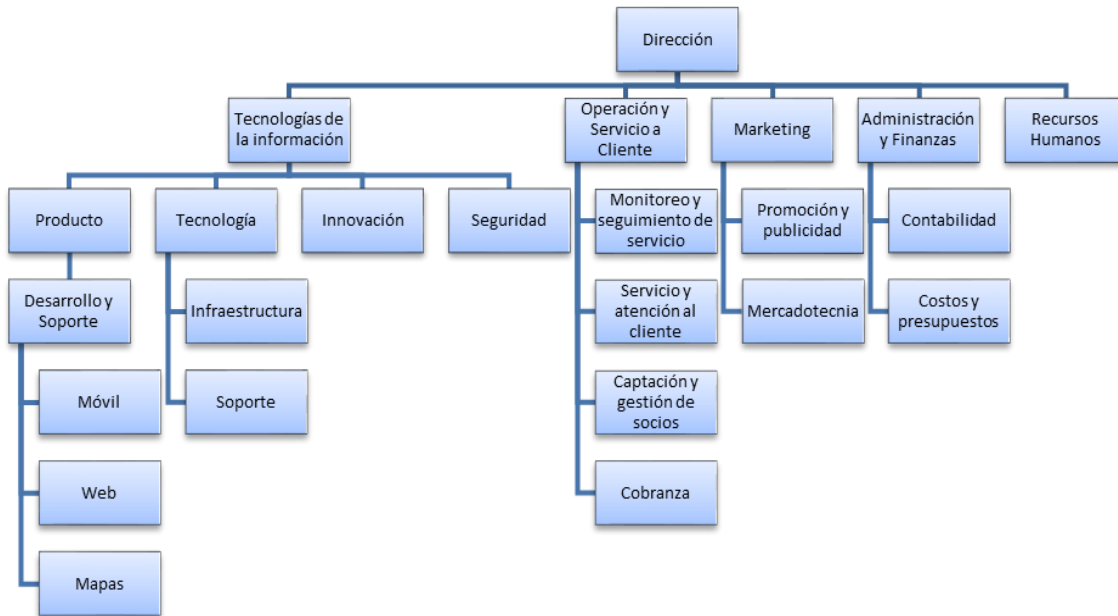 Dirección
Tecnologías de
la información
Operación y
Servicio a
Cliente
Marketing
Administración
y Finanzas
Recursos
Humanos
Producto
Tecnología
Innovación
Seguridad
Monitoreo y
seguimiento de
servicio
Promoción y
publicidad
Contabilidad
Desarrollo y
Soporte
Infraestructura
Servicio y
atención al
cliente
Mercadotecnia
Costos y
presupuestos
Móvil
Soporte
Captación y
gestión de
socios
Web
Cobranza
Mapas